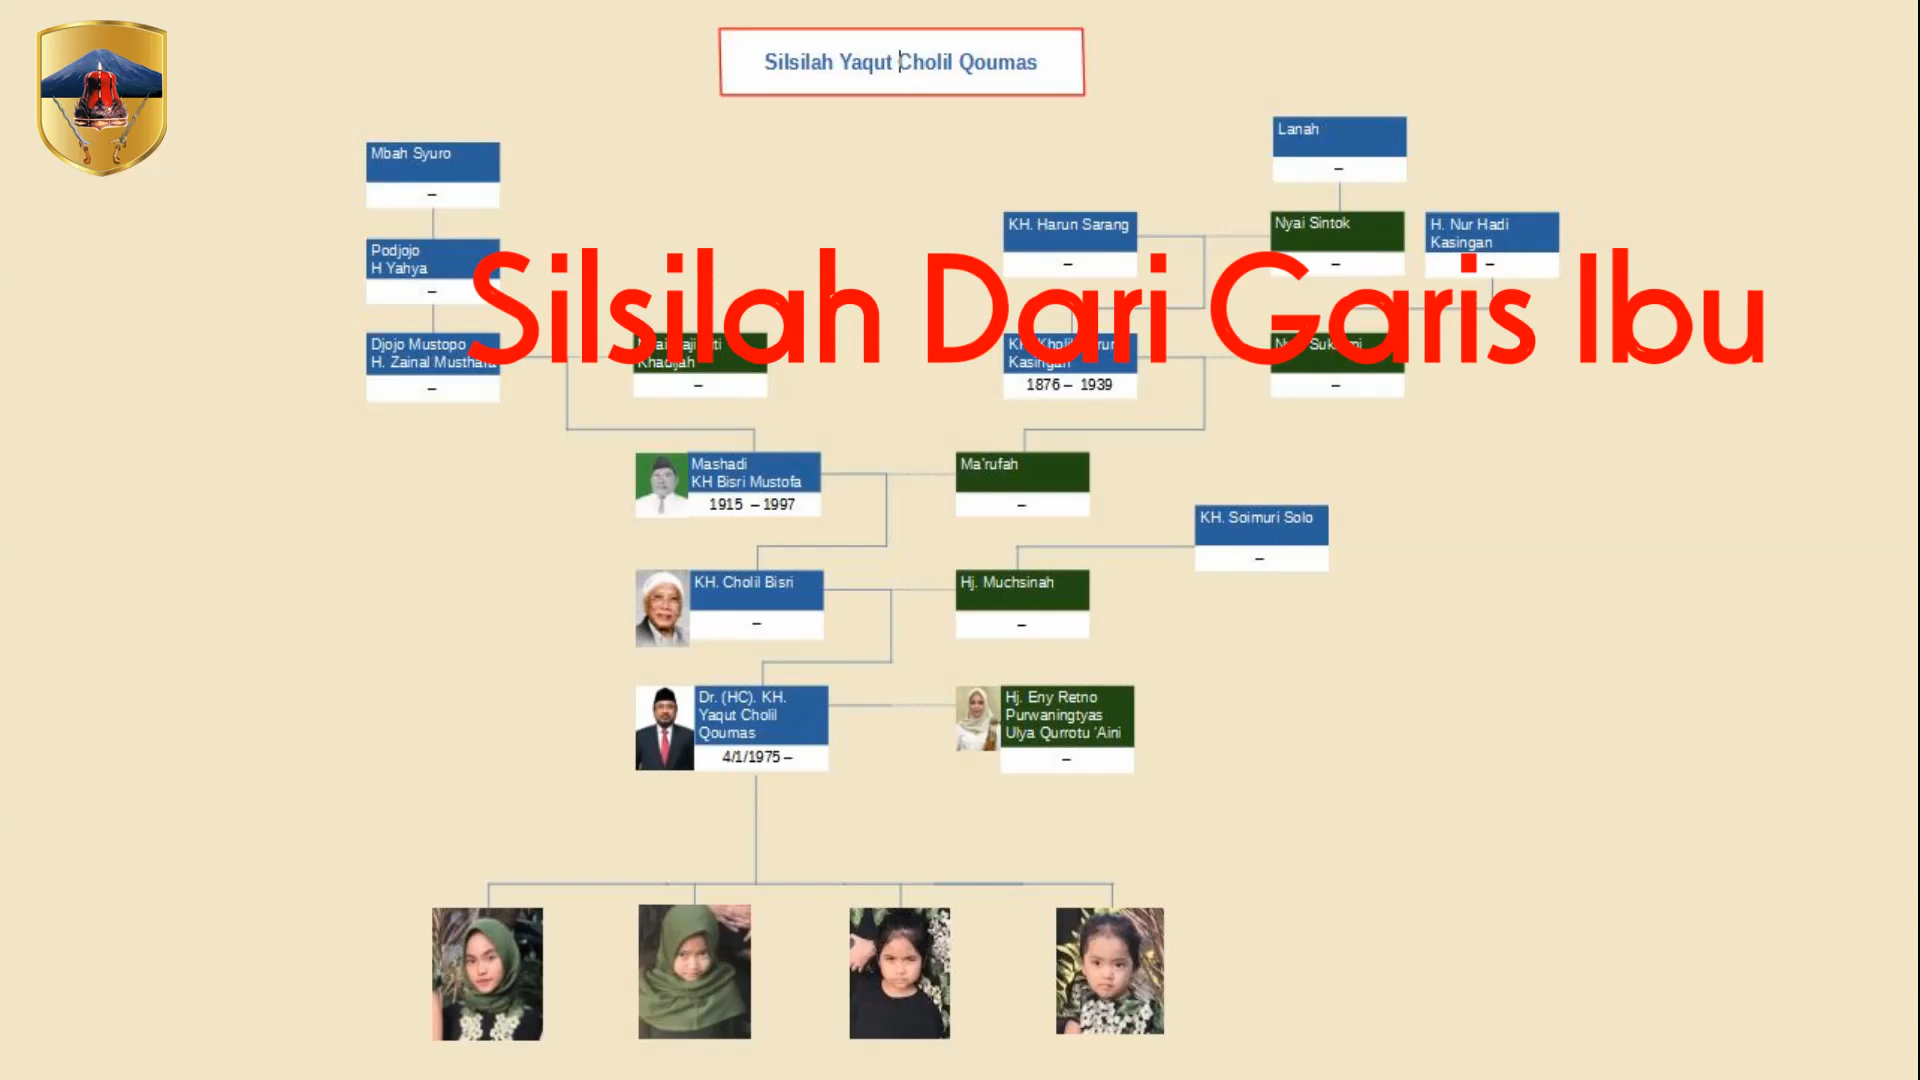 Silsilah Yaqut Cholil Qoumas
Lanah
–
Mbah Syuro
–
KH. Harun Sarang
–
Nyai Sintok
–
H. Nur Hadi
Kasingan
–
Podjojo
H Yahya
–
Silsilah Dari Garis Ibu
Djojo Mustopo
H. Zainal Musthafa
–
Khadijah
–
Kasingan
1876 – 1939
–
Mashadi
KH Bisri Mustofa
1915 – 1997
Ma'rufah
–
KH. Soimuri Solo
–
KH. Cholil Bisri
–
Hj. Muchsinah
–
Dr. (HC). KH.
Yaqut Cholil
Qoumas
4/1/1975 –
Hj. Eny Retno
Purwaningtyas
Ulya Qurrotu 'Aini
–